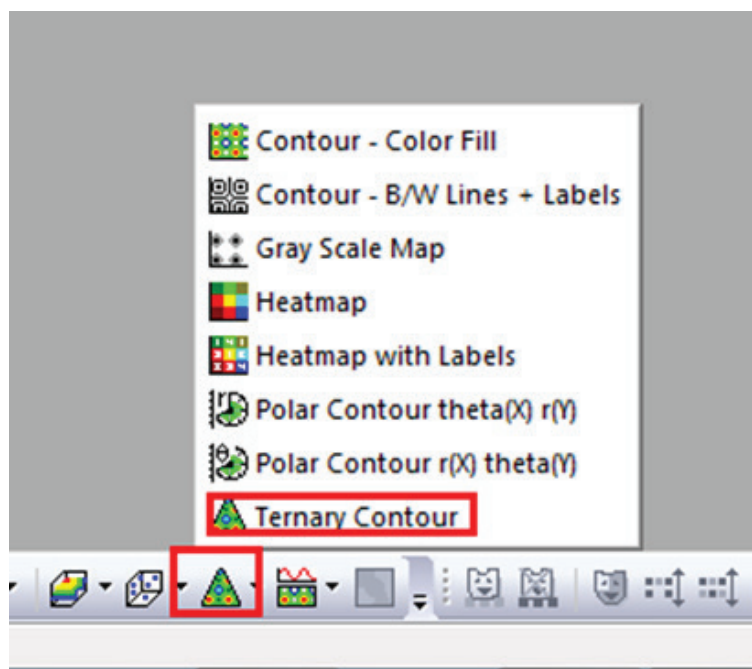 Contour - Color Fill
Contour - B/W Lines + Labels
Gray Scale Map
Heatmap
Heatmap with Labels
Polar Contour theta(X) r(Y)
Polar Contour r(X) theta(Y)
Ternary Contour